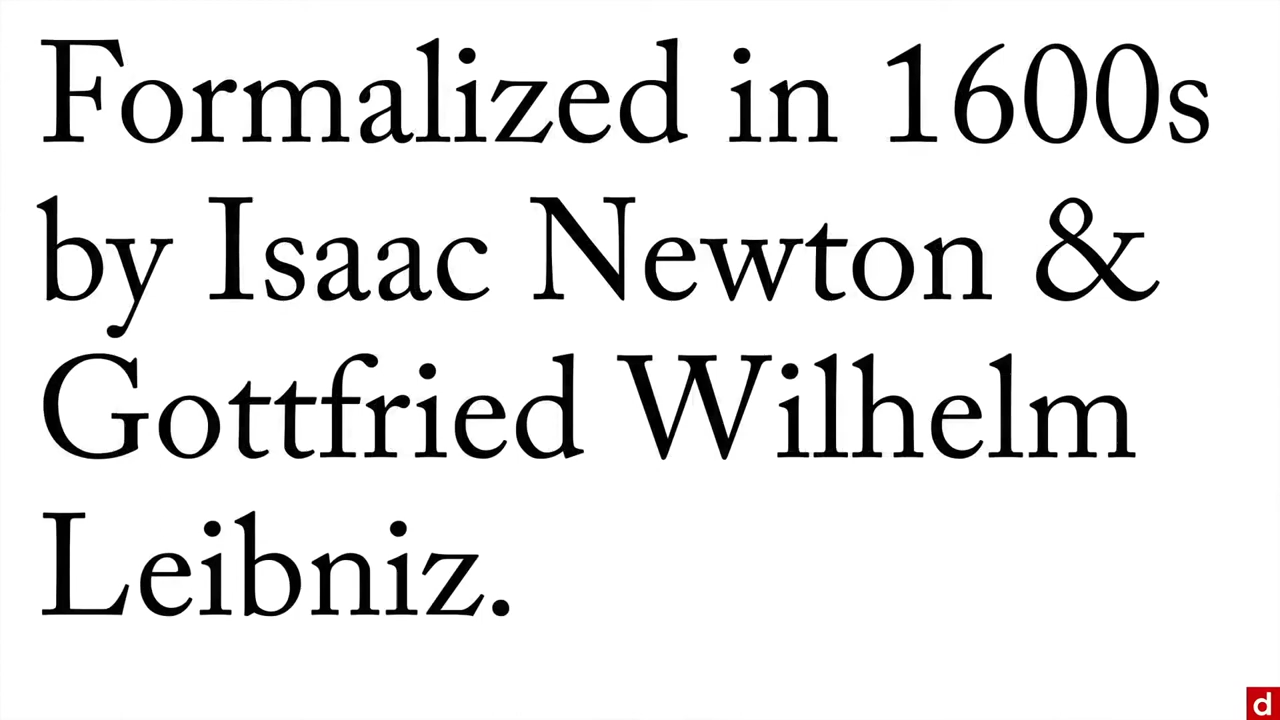 Formalized in 1600s
by Isaac Newton &
Gottfried Wilhelm
Leibniz.
d